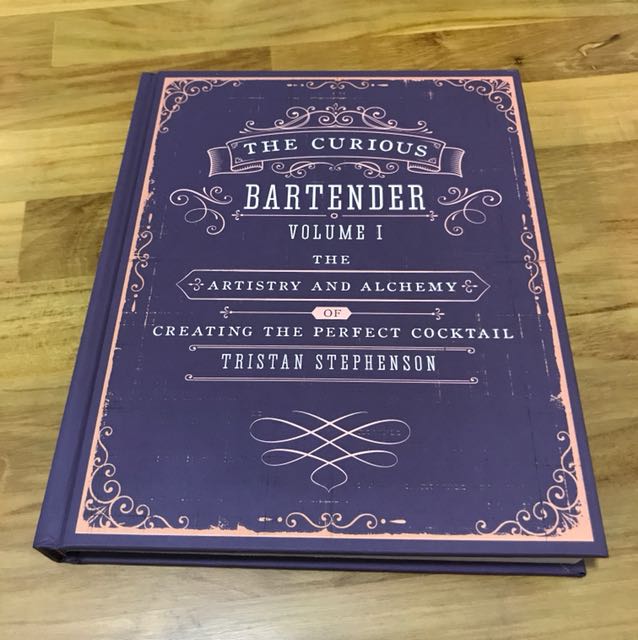 THE CURIOUS
BARTENDER
VOLUME I
THE
ARTISTRY AND ALCHEMY
OF
CREATING THE PERFECT COCKTAIL
TRISTAN STEPHENSON